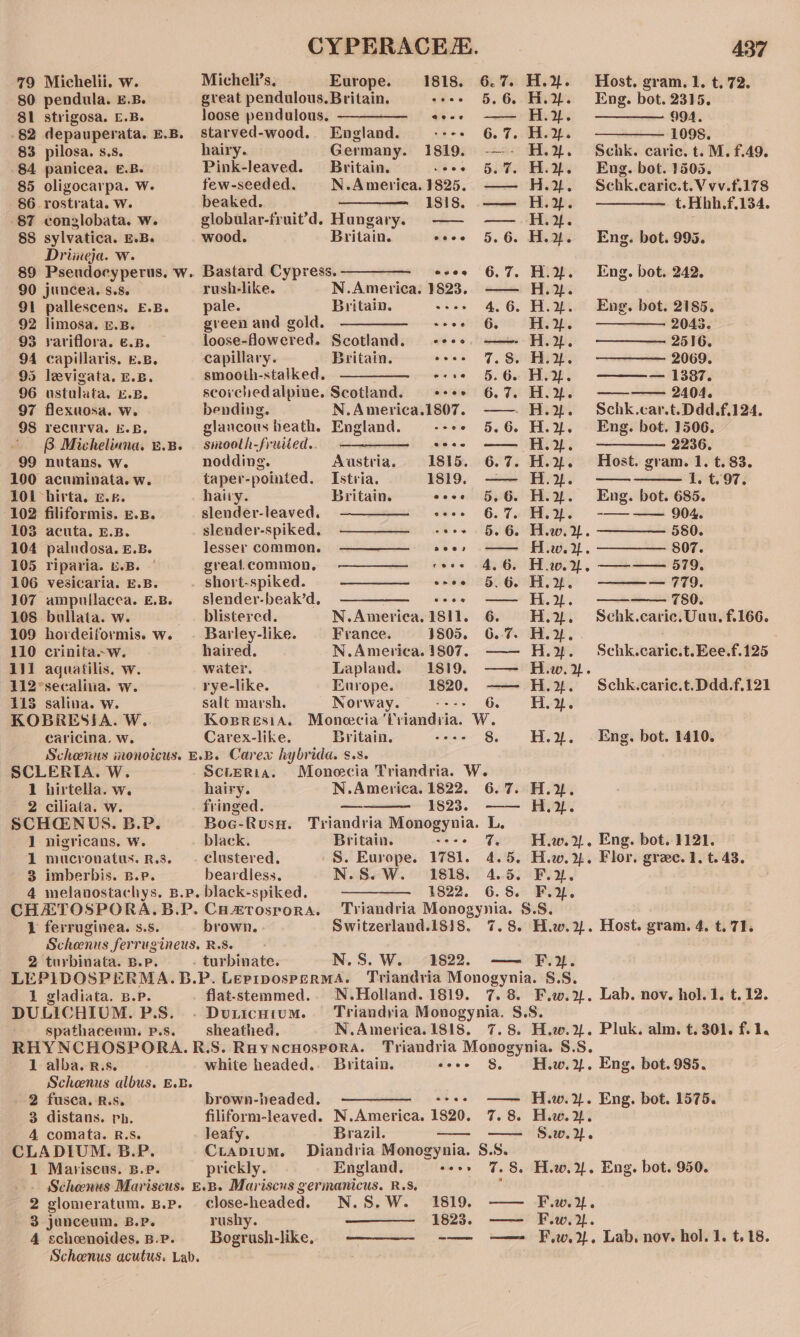 CYPERACEÆ. 437
79 Michelii. W. Micheli's. Europe. 1818. 6.7. H.♃. Host. gram. 1. t. 72.
80 pendula. E.B. great pendulous. Britain. .... 5.6. H.♃. Eng. bot. 2315.
81 strigosa. E.B. loose pendulous. ——— .... —— H.♃. ——— 994.
82 depauperata. E.B. starved-wood. England. .... 6.7. H.♃. ——— 1098.
83 pilosa. S.S. hairy. Germany. 1819. —— H.♃. Schk. caric. t. M. f.49.
84 panicea. E.B. Pink-leaved. Britain. .... 5.7. H.♃. Eng. bot. 1505.
85 oligocarpa. W. few-seeded. N.America. 1825. —— H.♃. Schk.caric.t.Vvv.f.178
86 rostrata. W. beaked. ——— 1818. —— H.♃. ——— t.Hhh.f.134.
87 conglobata. W. globular-fruit'd. Hungary. —— —— H.♃.
88 sylvatica. E.B. wood. Britain. .... 5.6. H.♃. Eng. bot. 995.
Drimeja. W.
89 Pseudocyperus. W. Bastard Cypress. ——— .... 6.7. H.♃. Eng. bot. 242.
90 juncea. S.S. rush-like. N.America. 1823. —— H.♃.
91 pallescens. E.B. pale. Britain. .... 4.6. H.♃. Eng. bot. 2185.
92 limosa. E.B. green and gold. ——— .... 6. H.♃. ——— 2043.
93 rariflora. E.B. loose-flowered. Scotland. .... —— H.♃. ——— 2516.
94 capillaris. E.B. capillary. Britain. .... 7.8. H.♃. ——— 2069.
95 lævigata. E.B. smooth-stalked. ——— .... 5.6. H.♃. ——— 1387.
96 ustulata. E.B. scorched alpine. Scotland. .... 6.7. H.♃. ——— 2404.
97 flexuosa. W. bending. N.America. 1807. —— H.♃. Schk.car.t.Ddd.f.124.
98 recurva. E.B. glaucous heath. England. .... 5.6. H.♃. Eng. bot. 1506.
β Micheliana. E.B. smooth-fruited. ——— .... —— H.♃. ——— 2236.
99 nutans. W. nodding. Austria. 1815. 6.7. H.♃. Host. gram. 1. t. 83.
100 acuminata. W. taper-pointed. Istria. 1819. —— H.♃. ——— 1. t. 97.
101 hirta. E.B. hairy. Britain. .... 5.6. H.♃. Eng. bot. 685.
102 filiformis. E.B. slender-leaved. ——— .... 6.7. H.♃. ——— 904.
103 acuta. E.B. slender-spiked. ——— .... 5.6. H.w.♃. ——— 580.
104 paludosa. E.B. lesser common. ——— .... —— H.w.♃. ——— 807.
105 riparia. E.B. great common. ——— .... 4.6. H.w.♃. ——— 579.
106 vesicaria. E.B. short-spiked. ——— .... 5.6. H.♃. ——— 779.
107 ampullacea. E.B. slender-beak'd. ——— .... —— H.♃. ——— 780.
108 bullata. W. blistered. N.America. 1811. 6. H.♃. Schk.caric.Uuu.f.166.
109 hordeiformis. W. Barley-like. France. 1805. 6.7. H.♃.
110 crinita. W. haired. N.America. 1807. —— H.♃. Schk.caric.t.Eee.f.125
111 aquatilis. W. water. Lapland. 1819. —— H.w.♃.
112 secalina. W. rye-like. Europe. 1820. —— H.♃. Schk.caric.t.Ddd.f.121
113 salina. W. salt marsh. Norway. .... 6. H.♃.
KOBRESIA. W. KOBRESIA. Monœcia Triandria. W.
caricina. W. Carex-like. Britain. .... 8. H.♃. Eng. bot. 1410.
Schœnus monoicus. E.B. Carex hybrida. S.S.
SCLERIA. W. SCLERIA. Monœcia Triandria. W.
1 hirtella. W. hairy. N.America. 1822. 6.7. H.♃.
2 ciliata. W. fringed. ——— 1823. —— H.♃.
SCHŒNUS. B.P. BOG-RUSH. Triandria Monogynia. L.
1 nigricans. W. black. Britain. .... 7. H.w.♃. Eng. bot. 1121.
1 mucronatus. R.S. clustered. S. Europe. 1781. 4.5. H.w.♃. Flor. græc. 1. t. 43.
3 imberbis. B.P. beardless. N.S.W. 1818. 4.5. F.♃.
4 melanostachys. B.P. black-spiked. ——— 1822. 6.8. F.♃.
CHÆTOSPORA. B.P. CHÆTOSPORA. Triandria Monogynia. S.S.
1 ferruginea. S.S. brown. Switzerland. 1818. 7.8. H.w.♃. Host. gram. 4. t. 71.
Schœnus ferrugineus. R.S.
2 turbinata. B.P. turbinate. N.S.W. 1822. —— F.♃.
LEPIDOSPERMA. B.P. LEPIDOSPERMA. Triandria Monogynia. S.S.
1 gladiata. B.P. flat-stemmed. N.Holland. 1819. 7.8. F.w.♃. Lab. nov. hol. 1. t. 12.
DULICHIUM. P.S. DULICHIUM. Triandria Monogynia. S.S.
spathaceum. P.S. sheathed. N.America. 1818. 7.8. H.w.♃. Pluk. alm. t. 301. f. 1.
RHYNCHOSPORA. R.S. RHYNCHOSPORA. Triandria Monogynia. S.S.
1 alba. R.S. white headed. Britain. .... 8. H.w.♃. Eng. bot. 985.
Schœnus albus. E.B.
2 fusca. R.S. brown-headed. ——— .... —— H.w.♃. Eng. bot. 1575.
3 distans. Ph. filiform-leaved. N.America. 1820. 7.8. H.w.♃.
4 comata. R.S. leafy. Brazil. —— —— S.w.♃.
CLADIUM. B.P. CLADIUM. Diandria Monogynia. S.S.
1 Mariscus. B.P. prickly. England. .... 7.8. H.w.♃. Eng. bot. 950.
Schœnus Mariscus. E.B. Mariscus germanicus. R.S.
2 glomeratum. B.P. close-headed. N.S.W. 1819. —— F.w.♃.
3 junceum. B.P. rushy. ——— 1823. —— F.w.♃.
4 schœnoides. B.P. Bogrush-like. ——— —— —— F.w.♃. Lab. nov. hol. 1. t. 18.
Schœnus acutus. Lab.